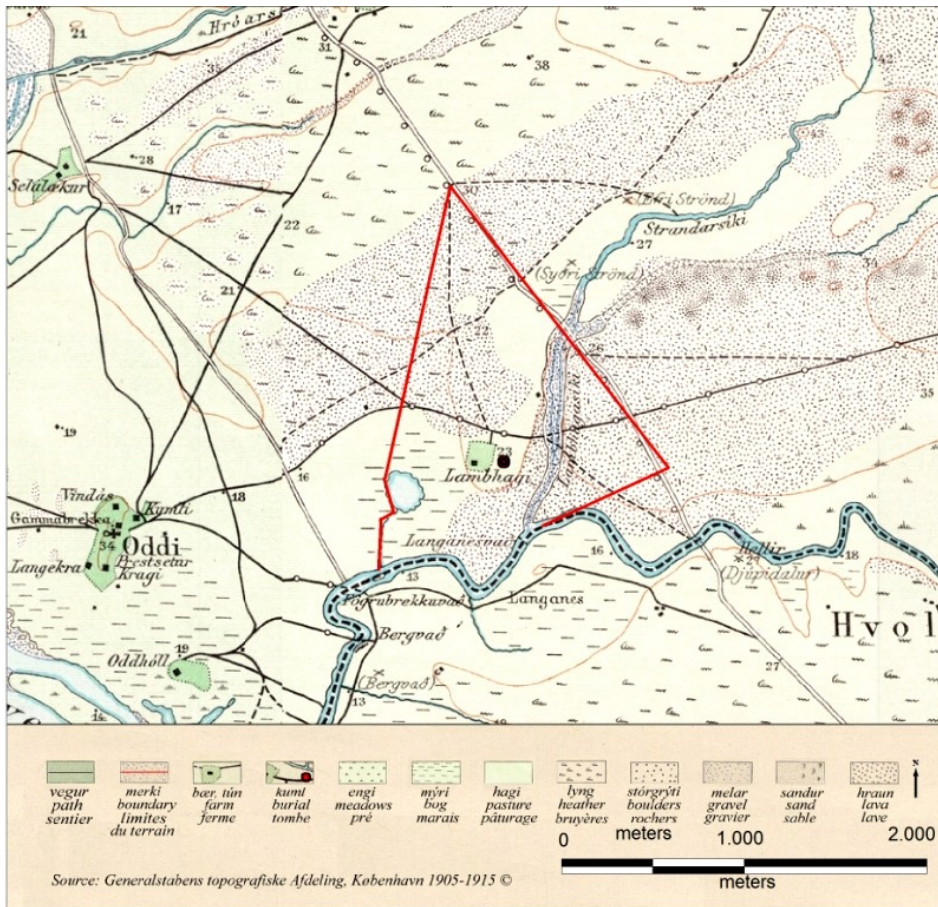 21
Hróars
31
38
42
43
28
Selalækur
17
22
30
(Efri Strönd)
Strandarsíki
27
(Syðri Strönd)
34
21
22
26
35
19
23
Lambhagi
16
18
Vindás
Kumli
Gammabrekka
34
Oddi
Langekra
Prestsetur
Kragi
Langanesvað
16
Hellir
18
(Djúpidalur)
13
Fögrubrekkuvað
Langanes
Bergvað
Hvol
Oddhóll
19
(Bergvað)
27
13
14
vegur
path
sentier
merki
boundary
limites
du terrain
bær, tún
farm
ferme
kuml
burial
tombe
engi
meadows
pré
mýri
bog
marais
hagi
pasture
pâturage
lyng
heather
bruyères
stórgrýti
boulders
rochers
melar
gravel
gravier
sandur
sand
sable
hraun
lava
lave
N
0
meters
1.000
2.000
meters
Source: Generalstabens topografiske Afdeling, København 1905-1915 ©